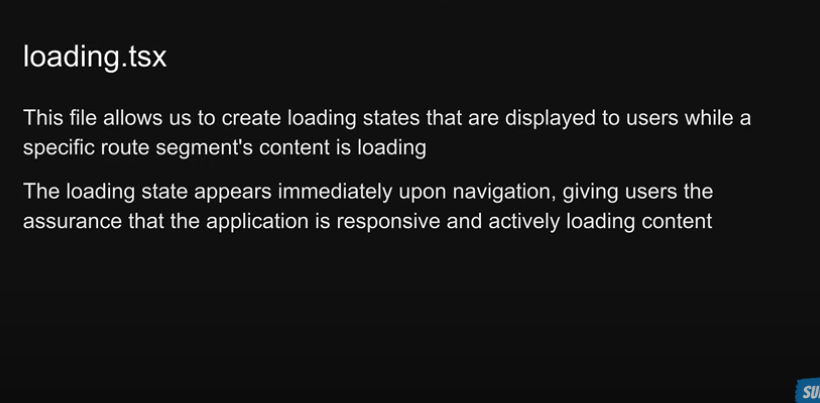 loading.tsx
This file allows us to create loading states that are displayed to users while a
specific route segment's content is loading
The loading state appears immediately upon navigation, giving users the
assurance that the application is responsive and actively loading content